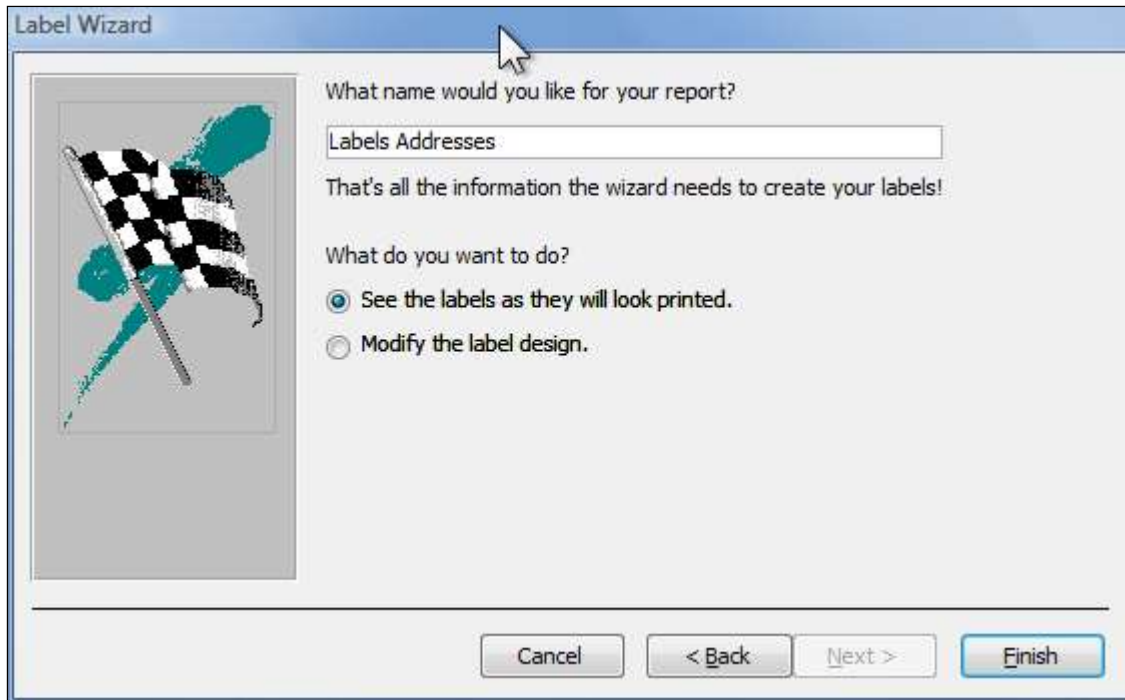 Label Wizard
What name would you like for your report?
Labels Addresses
That's all the information the wizard needs to create your labels!
What do you want to do?
See the labels as they will look printed.
Modify the label design.
Cancel < Back Next > Finish